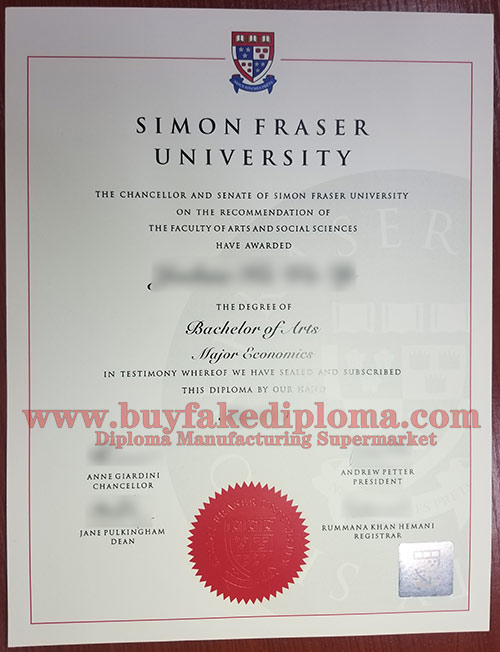 SIMON FRASER
UNIVERSITY
THE CHANCELLOR AND SENATE OF SIMON FRASER UNIVERSITY
ON THE RECOMMENDATION OF
THE FACULTY OF ARTS AND SOCIAL SCIENCES
HAVE AWARDED
THE DEGREE OF
Bachelor of Arts
Major Economics
IN TESTIMONY WHEREOF WE HAVE SEALED AND SUBSCRIBED
THIS DIPLOMA BY OUR HAND
www.buyfakediploma.com
Diploma Manufacturing Supermarket
ANNE GIARDINI
CHANCELLOR
ANDREW PETTER
PRESIDENT
JANE PULKINGHAM
DEAN
RUMMANA KHAN HEMANI
REGISTRAR